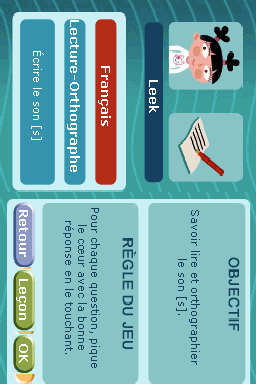 Leek
Français
Lecture-Orthographe
Écrire le son [s]
OBJECTIF
Savoir lire et orthographier
le son [s].
RÈGLE DU JEU
Pour chaque question, pique
le cœur avec la bonne
réponse en le touchant.
Retour
Leçon
OK